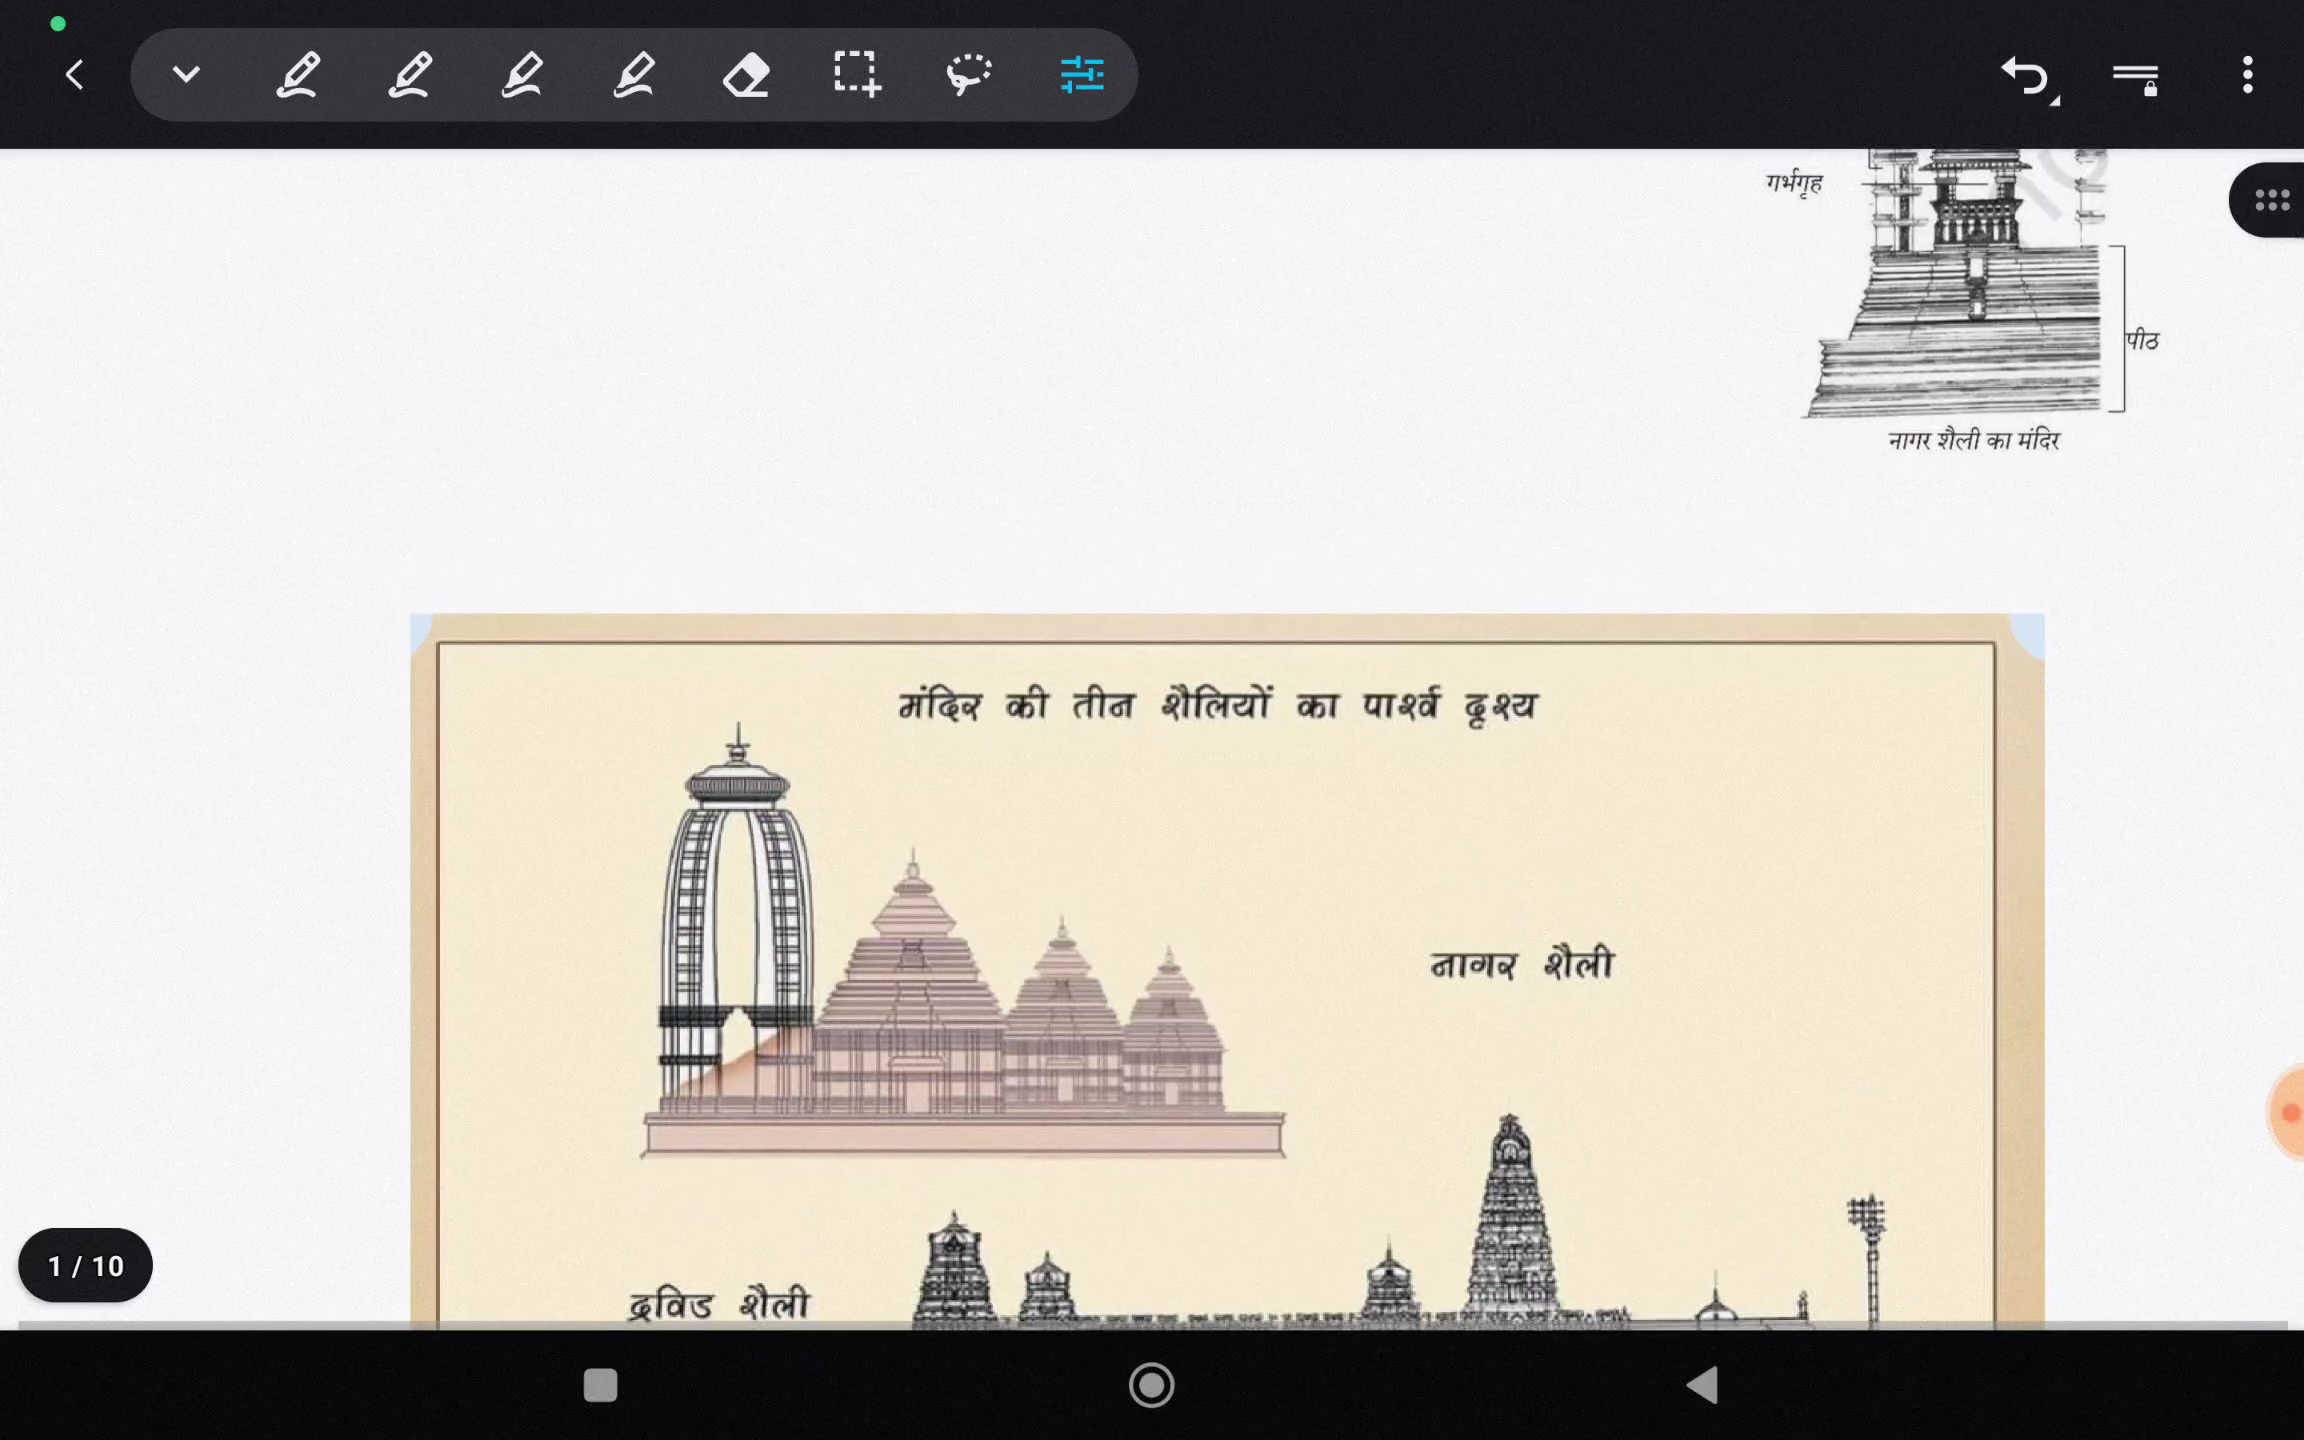 गर्भगृह
पीठ
नागर शैली का मंदिर
मंदिर की तीन शैलियों का पार्श्व दृश्य
नागर शैली
द्रविड शैली
1 / 10